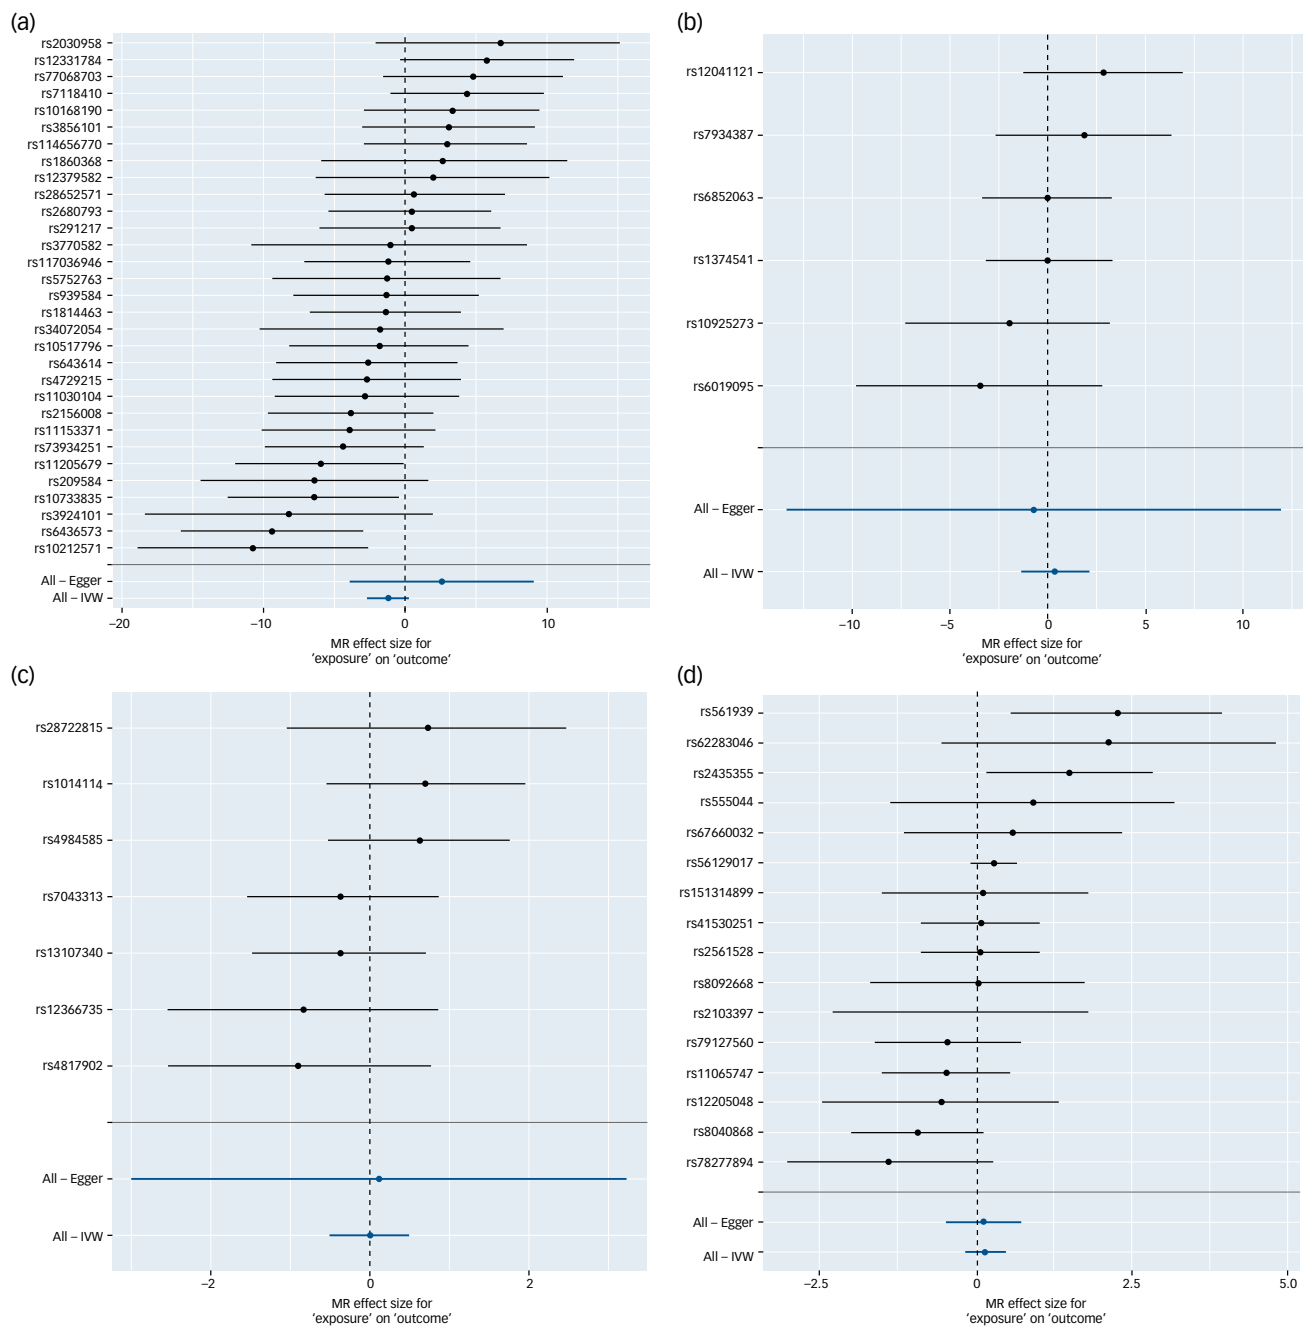 (a)
rs2030958
rs12331784
rs77068703
rs7118410
rs10168190
rs3856101
rs114656770
rs1860368
rs12379582
rs28652571
rs2680793
rs291217
rs3770582
rs117036946
rs5752763
rs939584
rs1814463
rs34072054
rs10517796
rs643614
rs4729215
rs11030104
rs2156008
rs11153371
rs73934251
rs11205679
rs209584
rs10733835
rs3924101
rs6436573
rs10212571
All – Egger
All – IVW
−20 −10 0 10
MR effect size for
‘exposure’ on ‘outcome’
(b)
rs12041121
rs7934387
rs6852063
rs1374541
rs10925273
rs6019095
All – Egger
All – IVW
−10 −5 0 5 10
MR effect size for
‘exposure’ on ‘outcome’
(c)
rs28722815
rs1014114
rs4984585
rs7043313
rs13107340
rs12366735
rs4817902
All – Egger
All – IVW
−2 0 2
MR effect size for
‘exposure’ on ‘outcome’
(d)
rs561939
rs62283046
rs2435355
rs555044
rs67660032
rs56129017
rs151314899
rs41530251
rs2561528
rs8092668
rs2103397
rs79127560
rs11065747
rs12205048
rs8040868
rs78277894
All – Egger
All – IVW
−2.5 0 2.5 5.0
MR effect size for
‘exposure’ on ‘outcome’